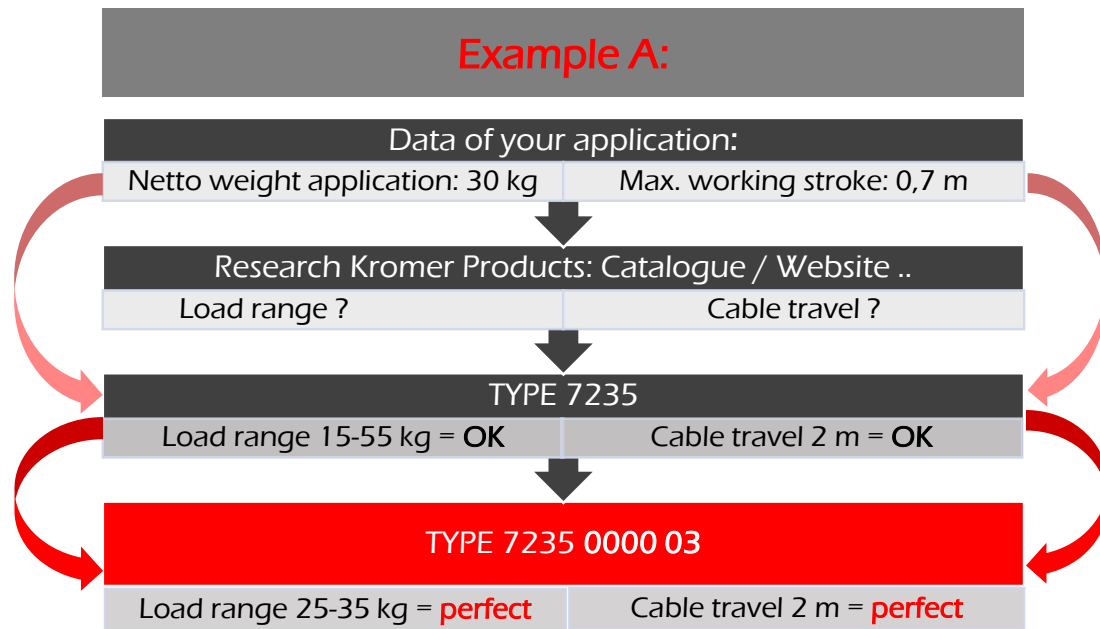 Example A:
Data of your application:
Netto weight application: 30 kg
Max. working stroke: 0,7 m
Research Kromer Products: Catalogue / Website ..
Load range ?
Cable travel ?
TYPE 7235
Load range 15-55 kg = OK
Cable travel 2 m = OK
TYPE 7235 0000 03
Load range 25-35 kg = perfect
Cable travel 2 m = perfect